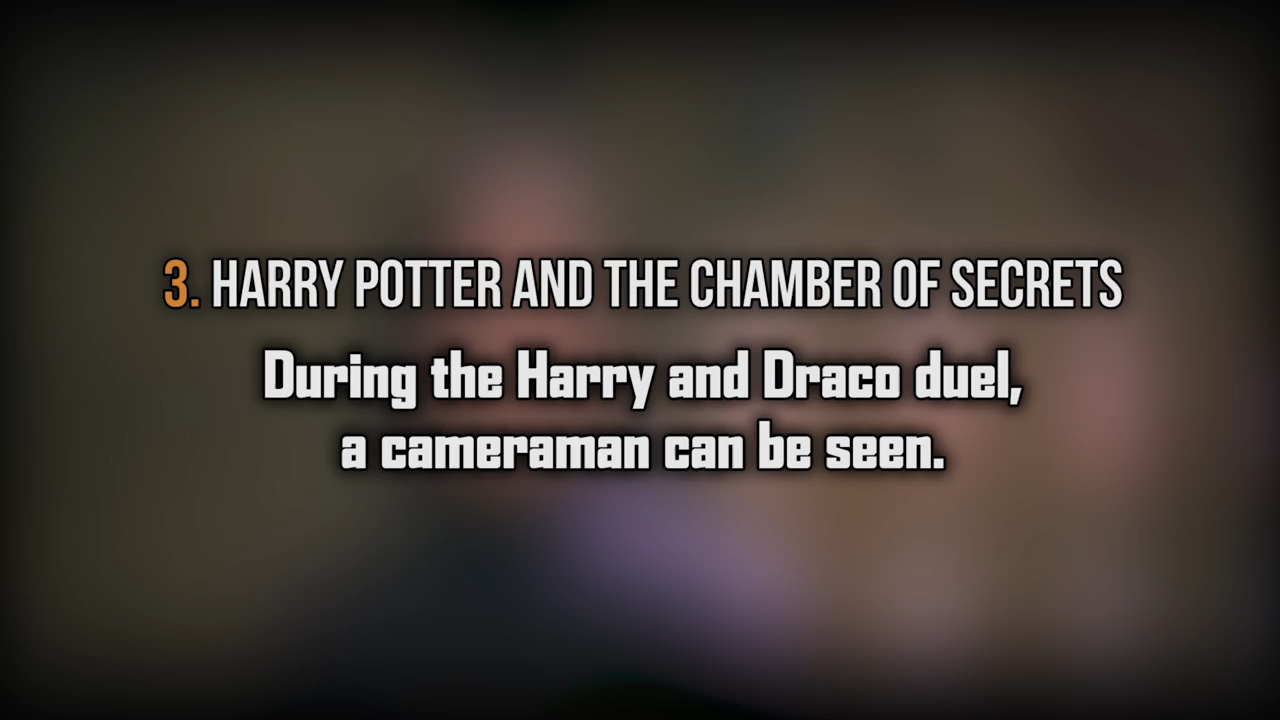 3. HARRY POTTER AND THE CHAMBER OF SECRETS
During the Harry and Draco duel,
a cameraman can be seen.